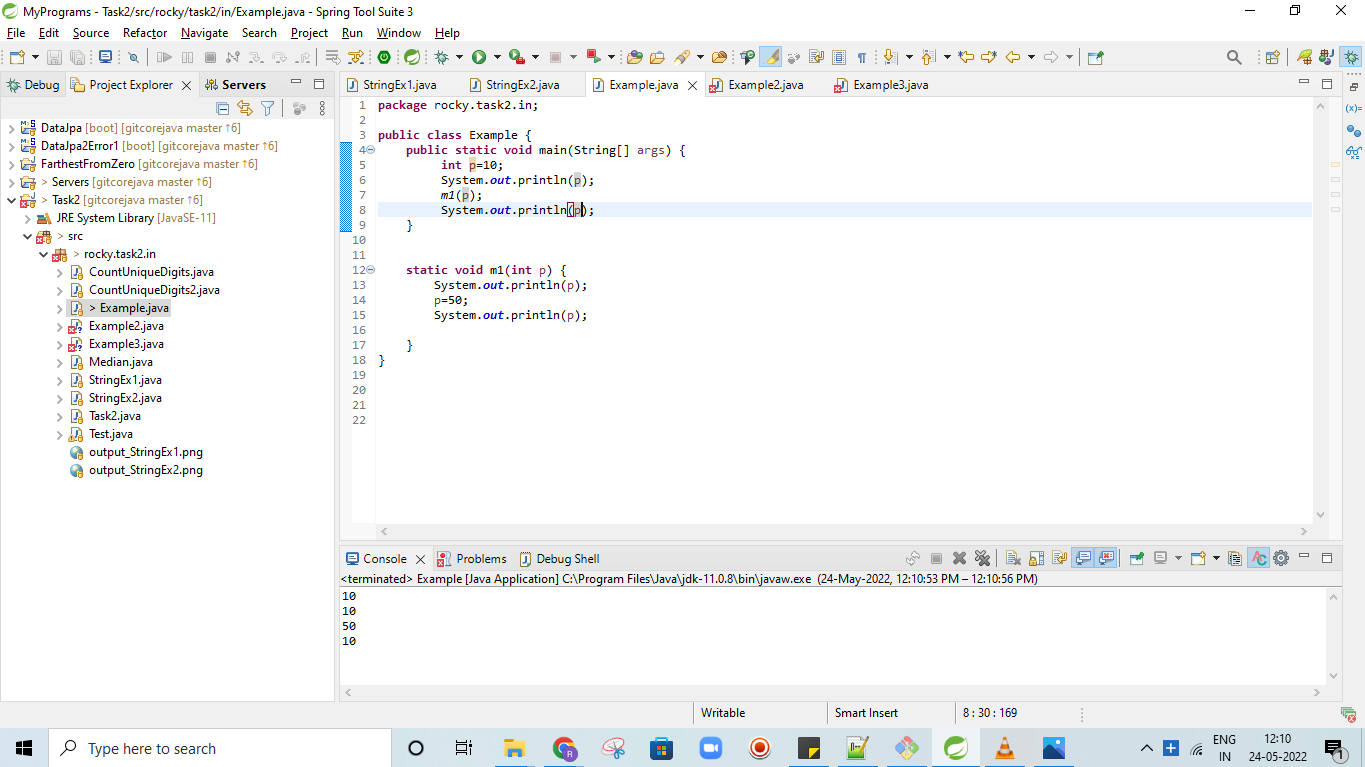 MyPrograms - Task2/src/rocky/task2/in/Example.java - Spring Tool Suite 3
File Edit Source Refactor Navigate Search Project Run Window Help
Debug Project Explorer Servers
DataJpa [boot] [gitcorejava master ↑6]
DataJpa2Error1 [boot] [gitcorejava master ↑6]
FarthestFromZero [gitcorejava master ↑6]
> Servers [gitcorejava master ↑6]
> Task2 [gitcorejava master ↑6]
JRE System Library [JavaSE-11]
> src
> rocky.task2.in
CountUniqueDigits.java
CountUniqueDigits2.java
> Example.java
Example2.java
Example3.java
Median.java
StringEx1.java
StringEx2.java
Task2.java
Test.java
output_StringEx1.png
output_StringEx2.png
StringEx1.java StringEx2.java Example.java Example2.java Example3.java
1 package rocky.task2.in;
2
3 public class Example {
4 public static void main(String[] args) {
5 int p=10;
6 System.out.println(p);
7 m1(p);
8 System.out.println(p);
9 }
10
11
12 static void m1(int p) {
13 System.out.println(p);
14 p=50;
15 System.out.println(p);
16
17 }
18 }
19
20
21
22
Console Problems Debug Shell
<terminated> Example [Java Application] C:\Program Files\Java\jdk-11.0.8\bin\javaw.exe (24-May-2022, 12:10:53 PM – 12:10:56 PM)
10
10
50
10
Writable Smart Insert 8 : 30 : 169
Type here to search
ENG
IN
12:10
24-05-2022
1